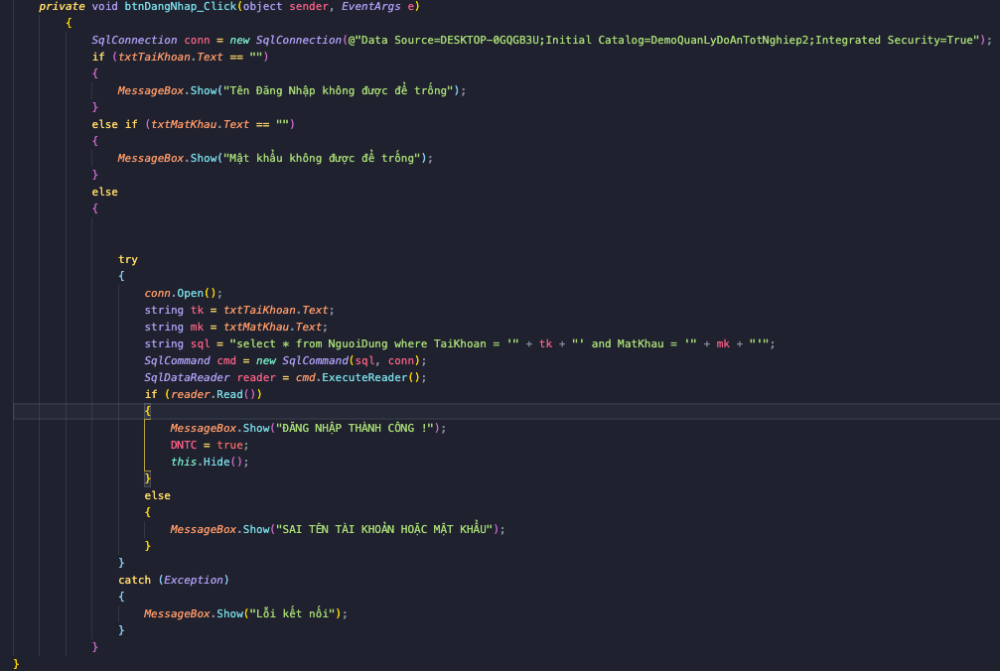 private void btnDangNhap_Click(object sender, EventArgs e)
{
SqlConnection conn = new SqlConnection(@"Data Source=DESKTOP-0GQGB3U;Initial Catalog=DemoQuanLyDoAnTotNghiep2;Integrated Security=True");
if (txtTaiKhoan.Text == "")
{
MessageBox.Show("Tên Đăng Nhập không được để trống");
}
else if (txtMatKhau.Text == "")
{
MessageBox.Show("Mật khẩu không được để trống");
}
else
{
try
{
conn.Open();
string tk = txtTaiKhoan.Text;
string mk = txtMatKhau.Text;
string sql = "select * from NguoiDung where TaiKhoan = '" + tk + "' and MatKhau = '" + mk + "'";
SqlCommand cmd = new SqlCommand(sql, conn);
SqlDataReader reader = cmd.ExecuteReader();
if (reader.Read())
{
MessageBox.Show("ĐĂNG NHẬP THÀNH CÔNG !");
DNTC = true;
this.Hide();
}
else
{
MessageBox.Show("SAI TÊN TÀI KHOẢN HOẶC MẬT KHẨU");
}
}
catch (Exception)
{
MessageBox.Show("Lỗi kết nối");
}
}
}